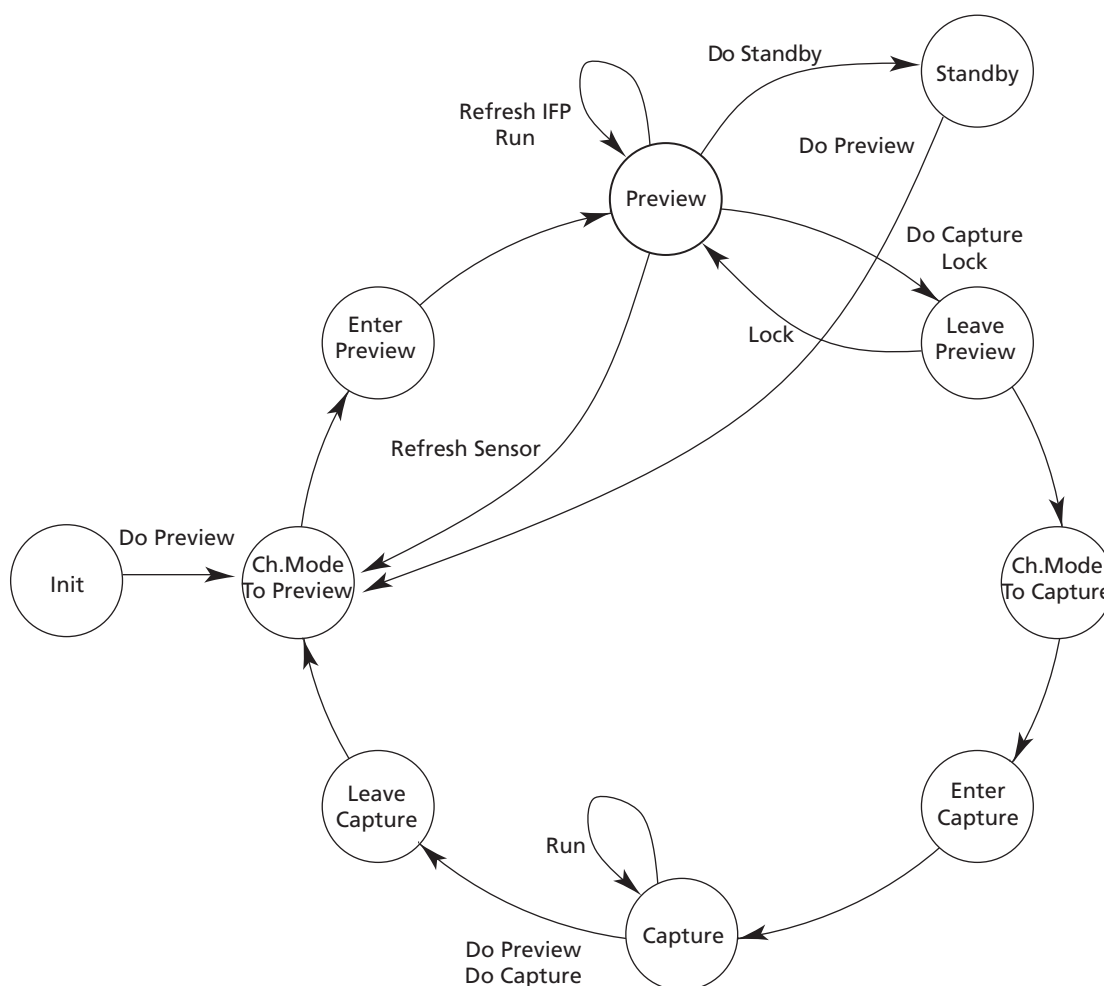 Do Standby
Standby
Refresh IFP
Run
Do Preview
Preview
Do Capture
Lock
Enter
Preview
Lock
Leave
Preview
Refresh Sensor
Do Preview
Init
Ch.Mode
To Preview
Ch.Mode
To Capture
Leave
Capture
Enter
Capture
Run
Capture
Do Preview
Do Capture